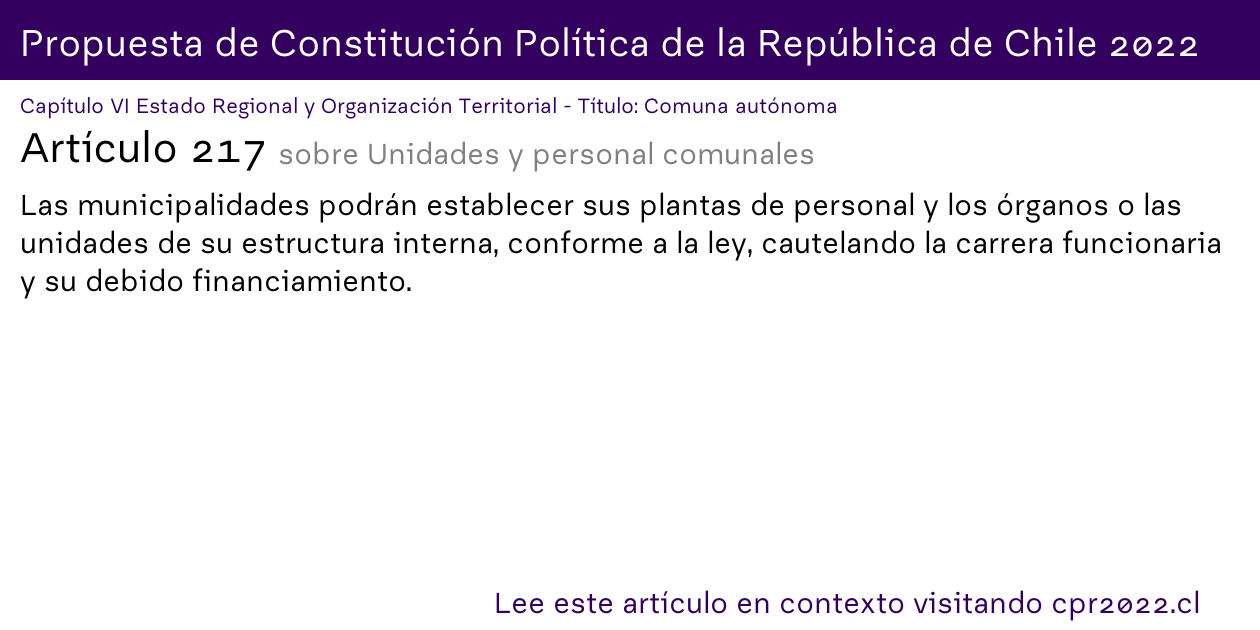 Propuesta de Constitución Política de la República de Chile 2022
Capítulo VI Estado Regional y Organización Territorial - Título: Comuna autónoma
Artículo 217 sobre Unidades y personal comunales
Las municipalidades podrán establecer sus plantas de personal y los órganos o las
unidades de su estructura interna, conforme a la ley, cautelando la carrera funcionaria
y su debido financiamiento.
Lee este artículo en contexto visitando cpr2022.cl